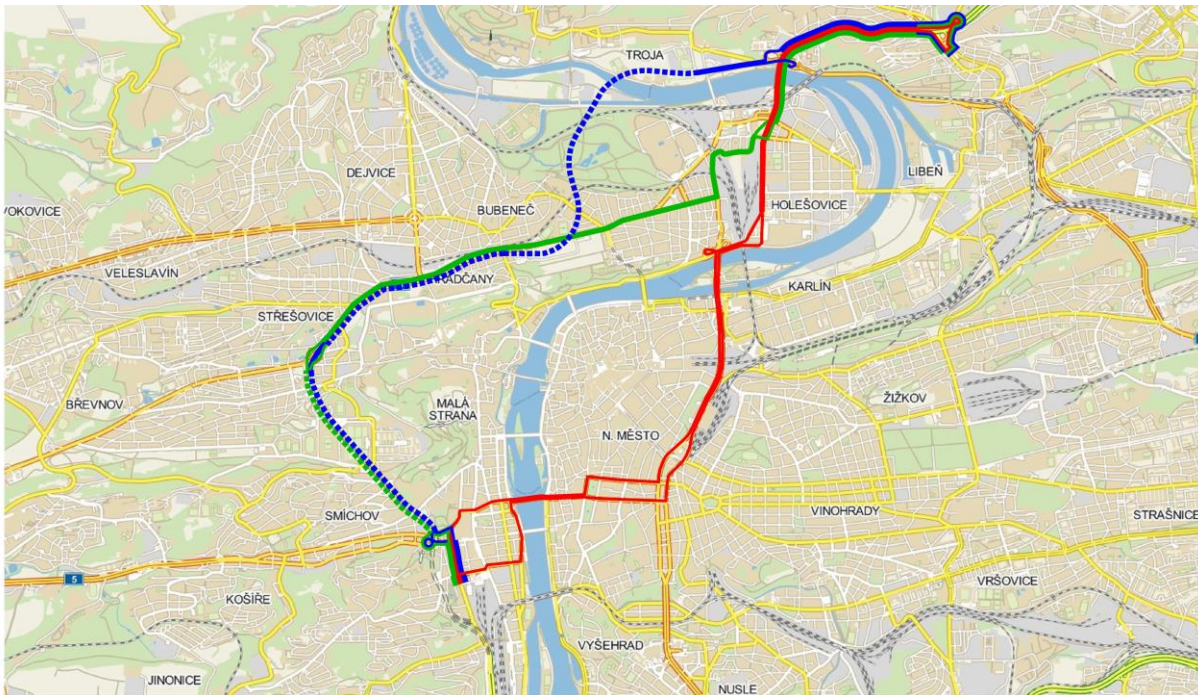 TROJA
DEJVICE
LIBEŇ
VOKOVICE
BUBENEČ
HOLEŠOVICE
VELESLAVÍN
HRADČANY
KARLÍN
STŘEŠOVICE
BŘEVNOV
MALÁ
STRANA
ŽIŽKOV
N. MĚSTO
SMÍCHOV
VINOHRADY
STRAŠNICE
5
KOŠÍŘE
VRŠOVICE
VYŠEHRAD
JINONICE
NUSLE